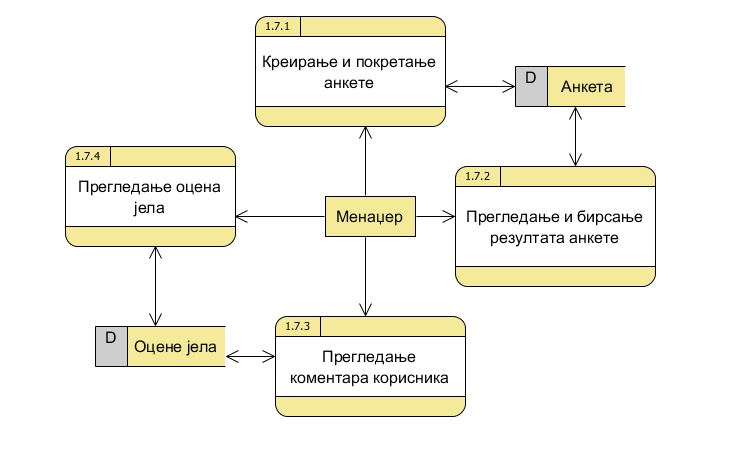 1.7.1
Креирање и покретање
анкете
D
Анкета
1.7.4
Прегледање оцена
јела
1.7.2
Прегледање и бирсање
резултата анкете
Менаџер
1.7.3
Прегледање
коментара корисника
D
Оцене јела